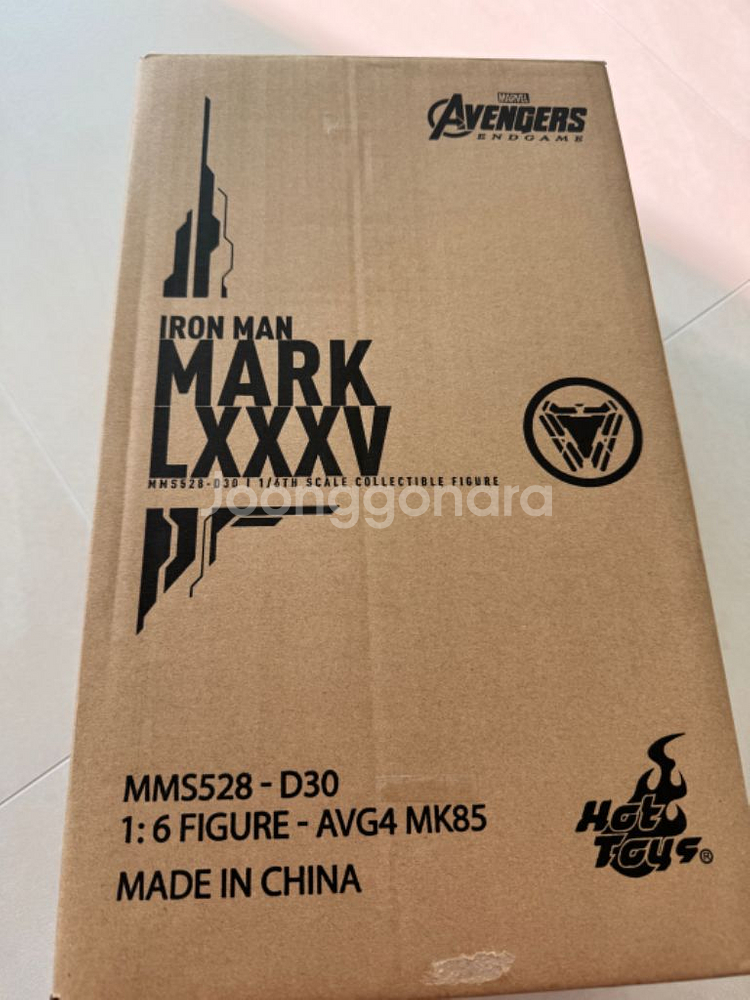 MARVEL
AVENGERS
ENDGAME
IRON MAN
MARK
LXXXV
MMS528-D30 | 1/6TH SCALE COLLECTIBLE FIGURE
Joonggonara
MMS528 - D30
1: 6 FIGURE - AVG4 MK85
MADE IN CHINA
Hot
Toys®